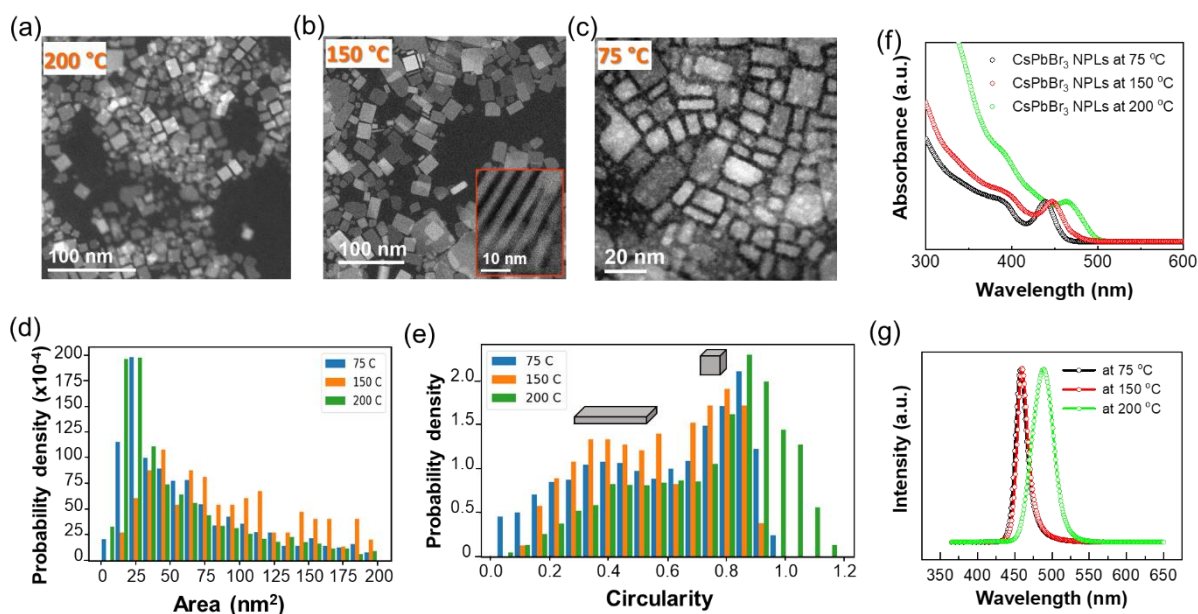 (a)
200 °C
100 nm
(b)
150 °C
100 nm
10 nm
(c)
75 °C
20 nm
(f)
Absorbance (a.u.)
CsPbBr3 NPLs at 75 °C
CsPbBr3 NPLs at 150 °C
CsPbBr3 NPLs at 200 °C
300 400 500 600
Wavelength (nm)
(d)
Probability density (x10-4)
200
175
150
125
100
75
50
25
0
75 C
150 C
200 C
0 25 50 75 100 125 150 175 200
Area (nm2)
(e)
Probability density
2.0
1.5
1.0
0.5
0
75 C
150 C
200 C
0.0 0.2 0.4 0.6 0.8 1.0 1.2
Circularity
(g)
Intensity (a.u.)
at 75 °C
at 150 °C
at 200 °C
350 400 450 500 550 600 650
Wavelength (nm)